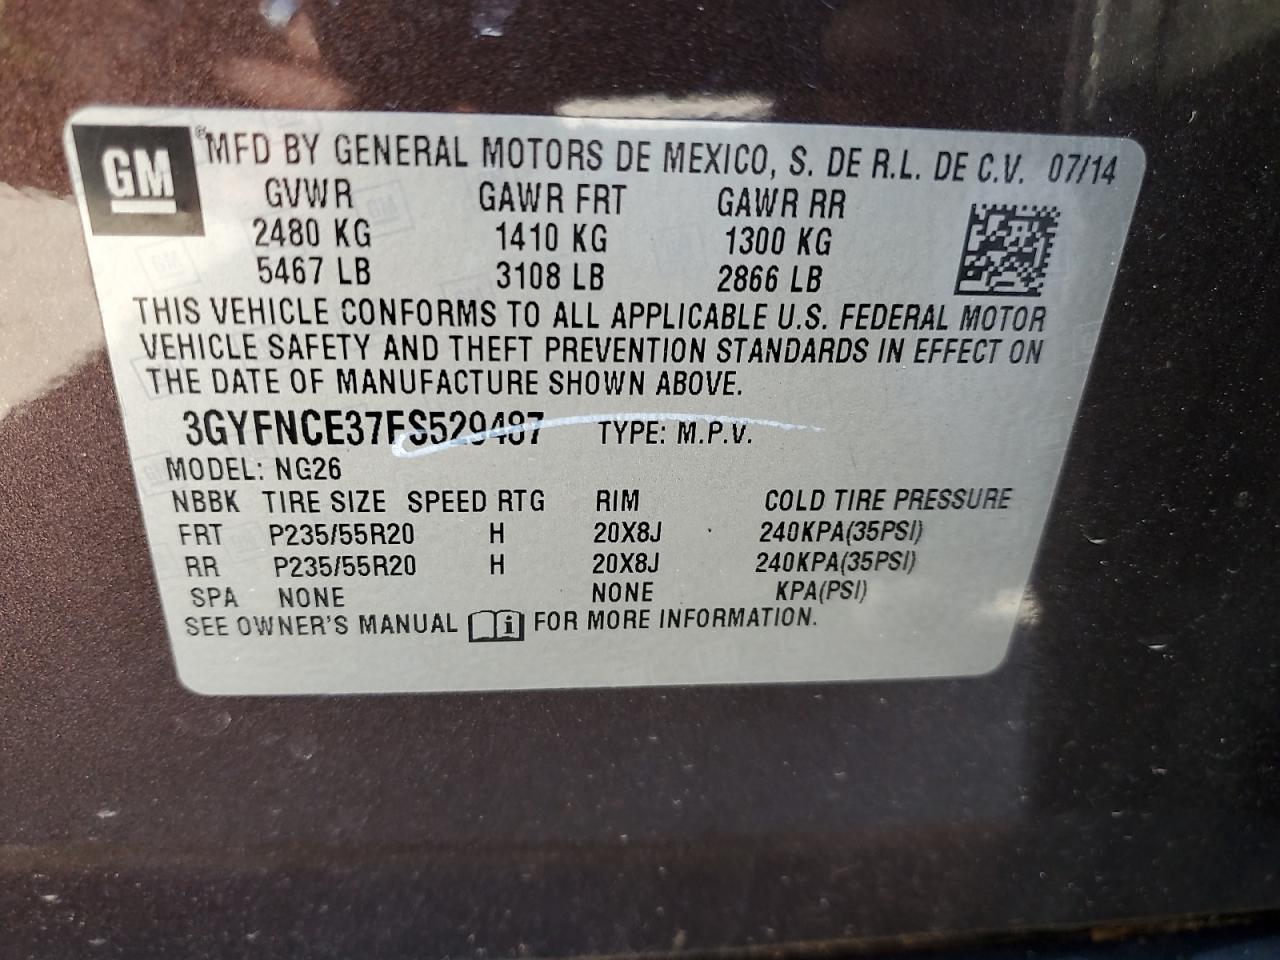 GM
® MFD BY GENERAL MOTORS DE MEXICO, S. DE R.L. DE C.V. 07/14
GVWR GAWR FRT GAWR RR
2480 KG 1410 KG 1300 KG
5467 LB 3108 LB 2866 LB
THIS VEHICLE CONFORMS TO ALL APPLICABLE U.S. FEDERAL MOTOR
VEHICLE SAFETY AND THEFT PREVENTION STANDARDS IN EFFECT ON
THE DATE OF MANUFACTURE SHOWN ABOVE.
3GYFNCE37FS529487 TYPE: M.P.V.
MODEL: NG26
NBBK TIRE SIZE SPEED RTG RIM COLD TIRE PRESSURE
FRT P235/55R20 H 20X8J 240KPA(35PSI)
RR P235/55R20 H 20X8J 240KPA(35PSI)
SPA NONE NONE KPA(PSI)
SEE OWNER'S MANUAL i FOR MORE INFORMATION.